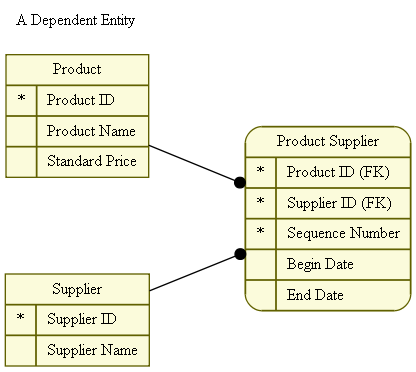 A Dependent Entity
Product
* Product ID
Product Name
Standard Price
Product Supplier
* Product ID (FK)
* Supplier ID (FK)
* Sequence Number
Begin Date
End Date
Supplier
* Supplier ID
Supplier Name